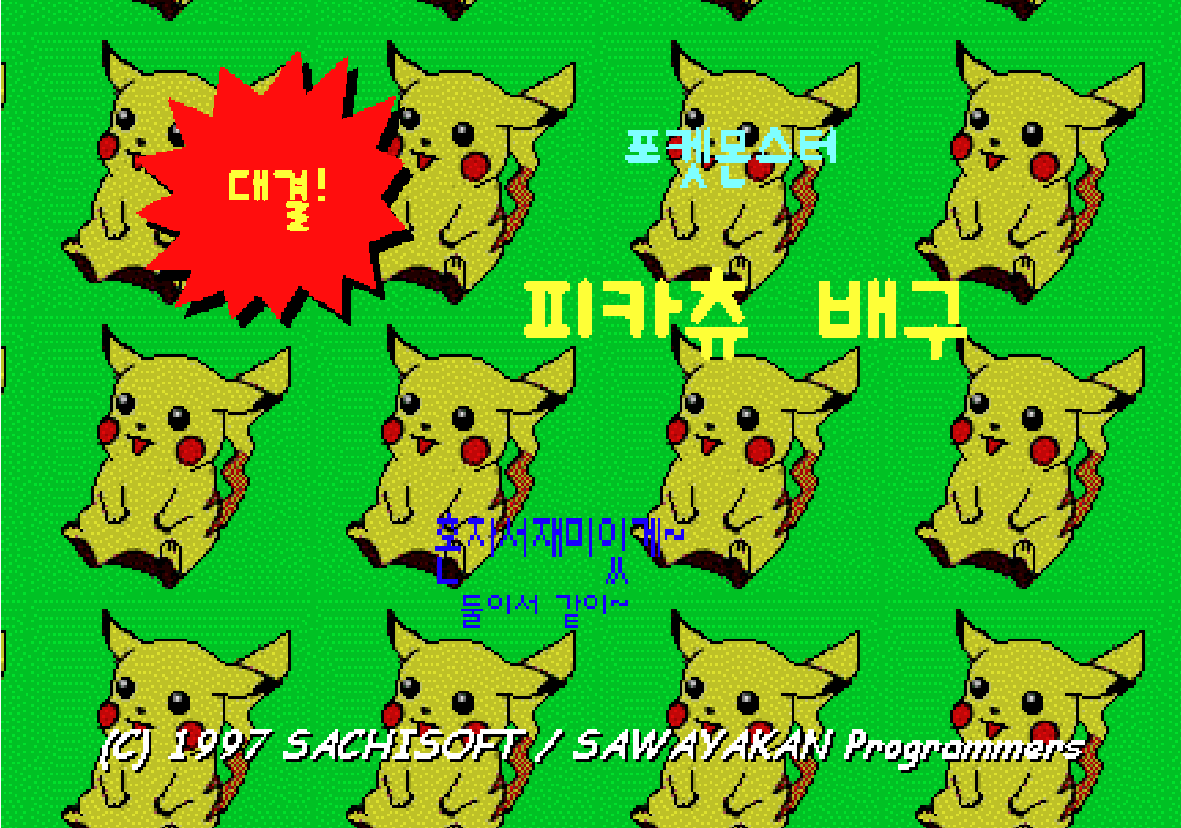 대결!
포켓몬스터
피카츄 배구
혼자서재미있게~
둘이서 같이~
(C) 1997 SACHISOFT / SAWAYAKAN Programmers